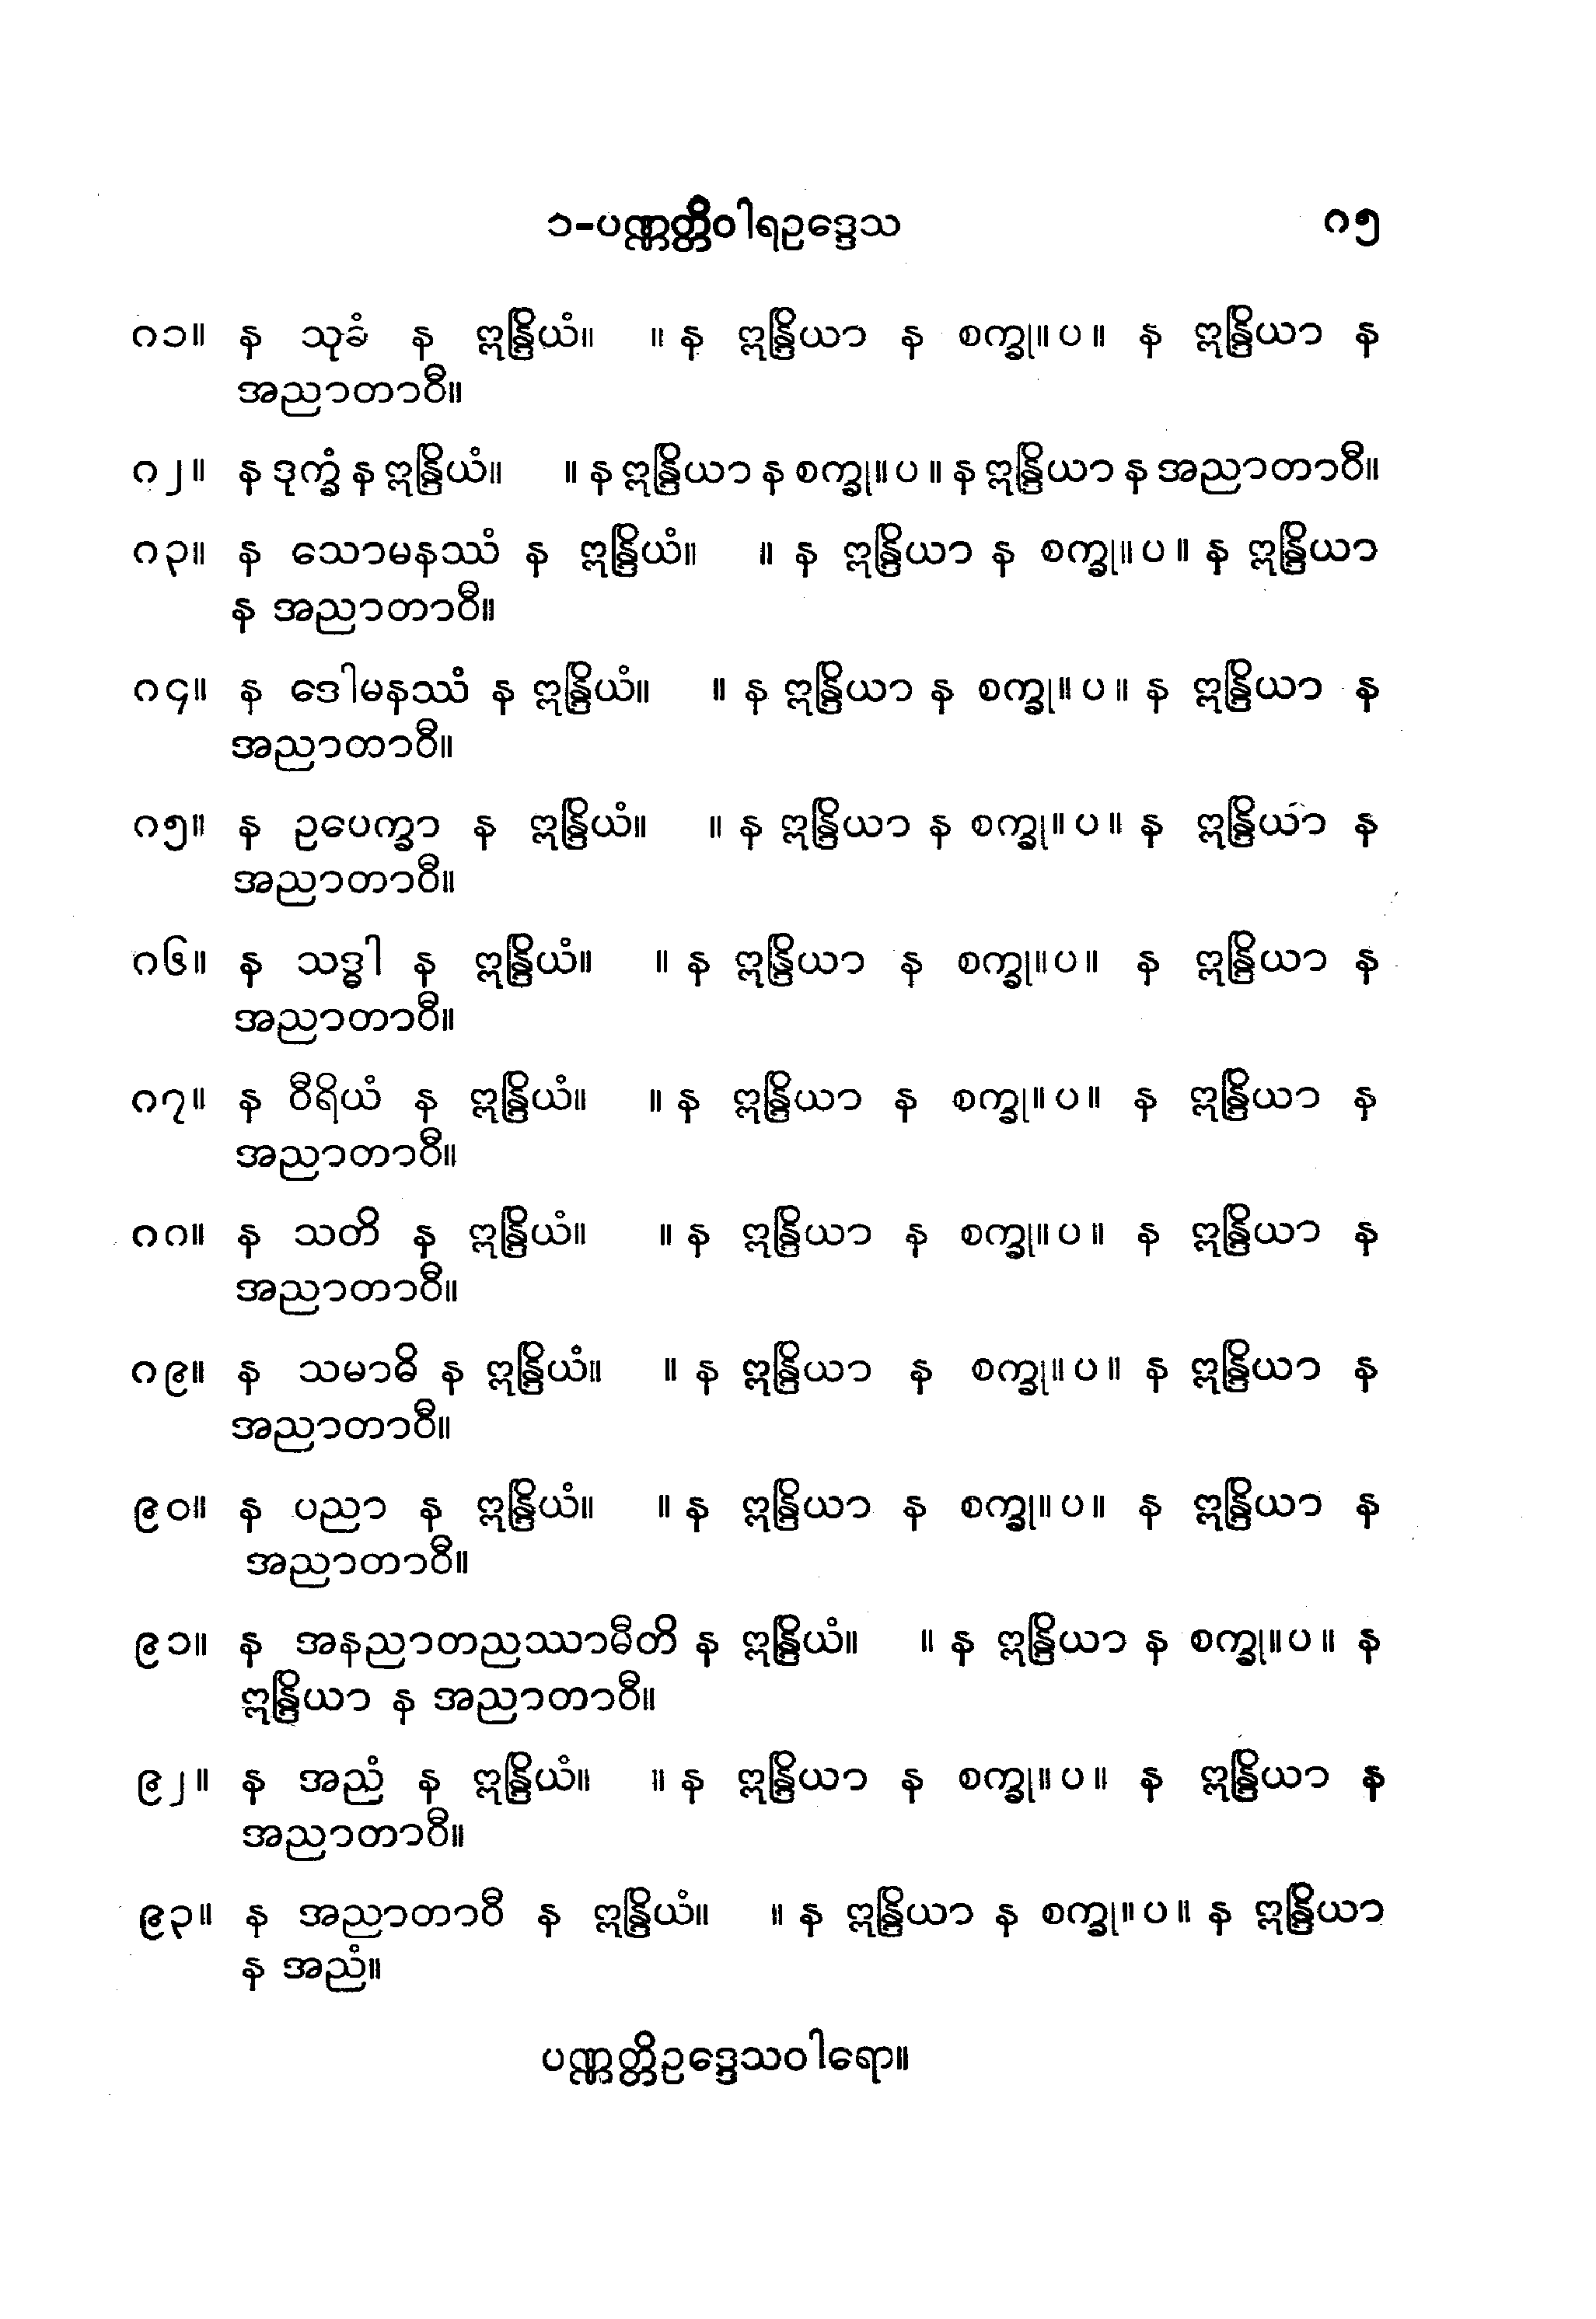 ၁-ပဏ္ဏတ္တိဝါရဥဒ္ဒေသ ၈၅
၈၁။ န သုခံ န ဣန္ဒြိယံ။ ။ န ဣန္ဒြိယာ န စက္ခု။ပ။ န ဣန္ဒြိယာ န
အညာတာဝီ။
၈၂။ န ဒုက္ခံ န ဣန္ဒြိယံ။ ။ န ဣန္ဒြိယာ န စက္ခု။ပ။ န ဣန္ဒြိယာ န အညာတာဝီ။
၈၃။ န သောမနဿံ န ဣန္ဒြိယံ။ ။ န ဣန္ဒြိယာ န စက္ခု။ပ။ န ဣန္ဒြိယာ
န အညာတာဝီ။
၈၄။ န ဒေါမနဿံ န ဣန္ဒြိယံ။ ။ န ဣန္ဒြိယာ န စက္ခု။ပ။ န ဣန္ဒြိယာ န
အညာတာဝီ။
၈၅။ န ဥပေက္ခာ န ဣန္ဒြိယံ။ ။ န ဣန္ဒြိယာ န စက္ခု။ပ။ န ဣန္ဒြိယာ န
အညာတာဝီ။
၈၆။ န သဒ္ဓါ န ဣန္ဒြိယံ။ ။ န ဣန္ဒြိယာ န စက္ခု။ပ။ န ဣန္ဒြိယာ န
အညာတာဝီ။
၈၇။ န ဝီရိယံ န ဣန္ဒြိယံ။ ။ န ဣန္ဒြိယာ န စက္ခု။ပ။ န ဣန္ဒြိယာ န
အညာတာဝီ။
၈၈။ န သတိ န ဣန္ဒြိယံ။ ။ န ဣန္ဒြိယာ န စက္ခု။ပ။ န ဣန္ဒြိယာ န
အညာတာဝီ။
၈၉။ န သမာဓိ န ဣန္ဒြိယံ။ ။ န ဣန္ဒြိယာ န စက္ခု။ပ။ န ဣန္ဒြိယာ န
အညာတာဝီ။
၉၀။ န ပညာ န ဣန္ဒြိယံ။ ။ န ဣန္ဒြိယာ န စက္ခု။ပ။ န ဣန္ဒြိယာ န
အညာတာဝီ။
၉၁။ န အနညာတညဿာမီတိ န ဣန္ဒြိယံ။ ။ န ဣန္ဒြိယာ န စက္ခု။ပ။ န
ဣန္ဒြိယာ န အညာတာဝီ။
၉၂။ န အညံ န ဣန္ဒြိယံ။ ။ န ဣန္ဒြိယာ န စက္ခု။ပ။ န ဣန္ဒြိယာ န
အညာတာဝီ။
၉၃။ န အညာတာဝီ န ဣန္ဒြိယံ။ ။ န ဣန္ဒြိယာ န စက္ခု။ပ။ န ဣန္ဒြိယာ
န အညံ။
ပဏ္ဏတ္တိဥဒ္ဒေသဝါရော။